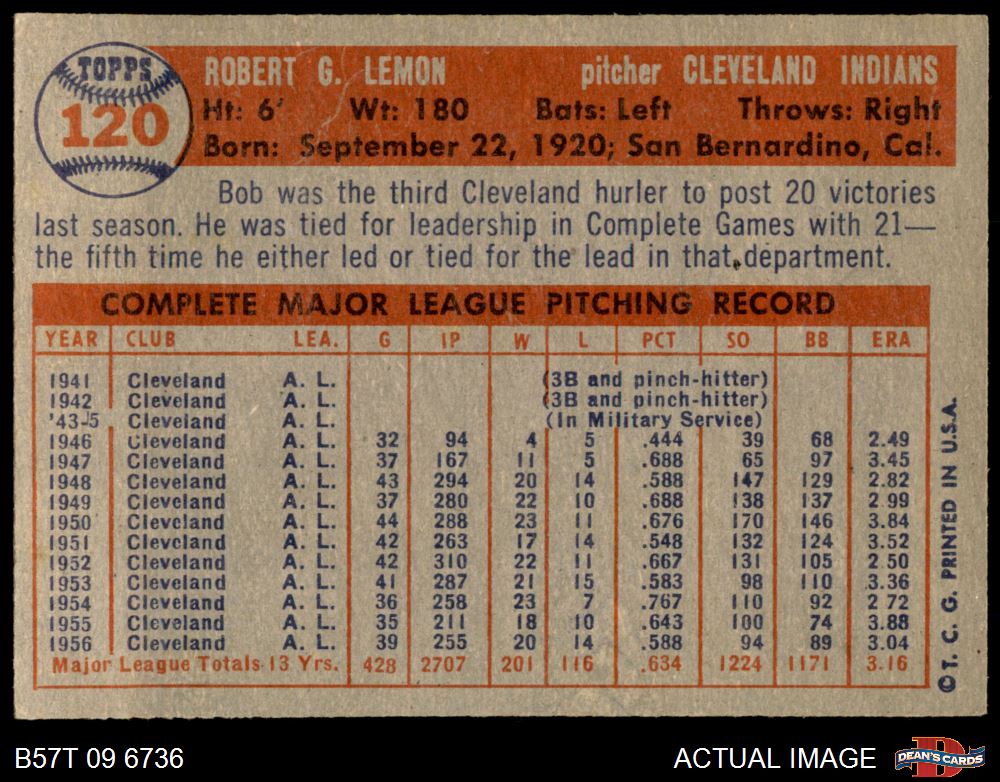 TOPPS
120
ROBERT G. LEMON pitcher CLEVELAND INDIANS
Ht: 6' Wt: 180 Bats: Left Throws: Right
Born: September 22, 1920; San Bernardino, Cal.
Bob was the third Cleveland hurler to post 20 victories
last season. He was tied for leadership in Complete Games with 21—
the fifth time he either led or tied for the lead in that department.
COMPLETE MAJOR LEAGUE PITCHING RECORD
YEAR CLUB LEA. G IP W L PCT SO BB ERA
1941 Cleveland A. L. (3B and pinch-hitter)
1942 Cleveland A. L. (3B and pinch-hitter)
'43-5 Cleveland A. L. (In Military Service)
1946 Cleveland A. L. 32 94 4 5 .444 39 68 2.49
1947 Cleveland A. L. 37 167 11 5 .688 65 97 3.45
1948 Cleveland A. L. 43 294 20 14 .588 147 129 2.82
1949 Cleveland A. L. 37 280 22 10 .688 138 137 2.99
1950 Cleveland A. L. 44 288 23 11 .676 170 146 3.84
1951 Cleveland A. L. 42 263 17 14 .548 132 124 3.52
1952 Cleveland A. L. 42 310 22 11 .667 131 105 2.50
1953 Cleveland A. L. 41 287 21 15 .583 98 110 3.36
1954 Cleveland A. L. 36 258 23 7 .767 110 92 2 72
1955 Cleveland A. L. 35 211 18 10 .643 100 74 3.88
1956 Cleveland A. L. 39 255 20 14 .588 94 89 3.04
Major League Totals 13 Yrs. 428 2707 201 116 .634 1224 1171 3.16
©T. C. G. PRINTED IN U.S.A.
B57T 09 6736 ACTUAL IMAGE DEAN'S CARDS